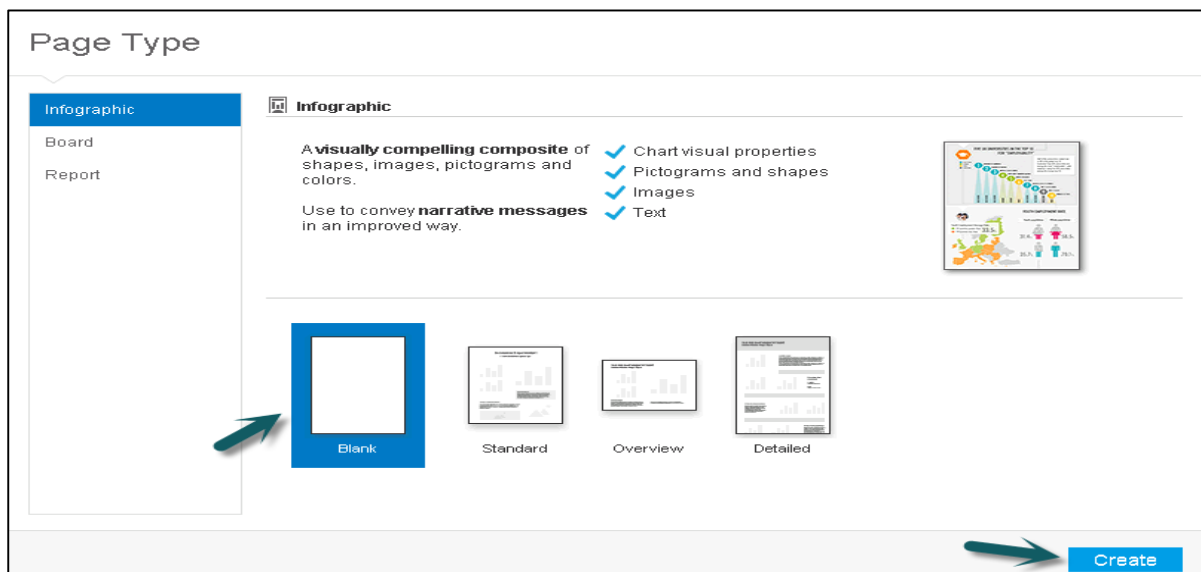 Page Type
Infographic
Board
Report
Infographic
A visually compelling composite of
shapes, images, pictograms and
colors.
Use to convey narrative messages
in an improved way.
Chart visual properties
Pictograms and shapes
Images
Text
Blank
Standard
Overview
Detailed
Create